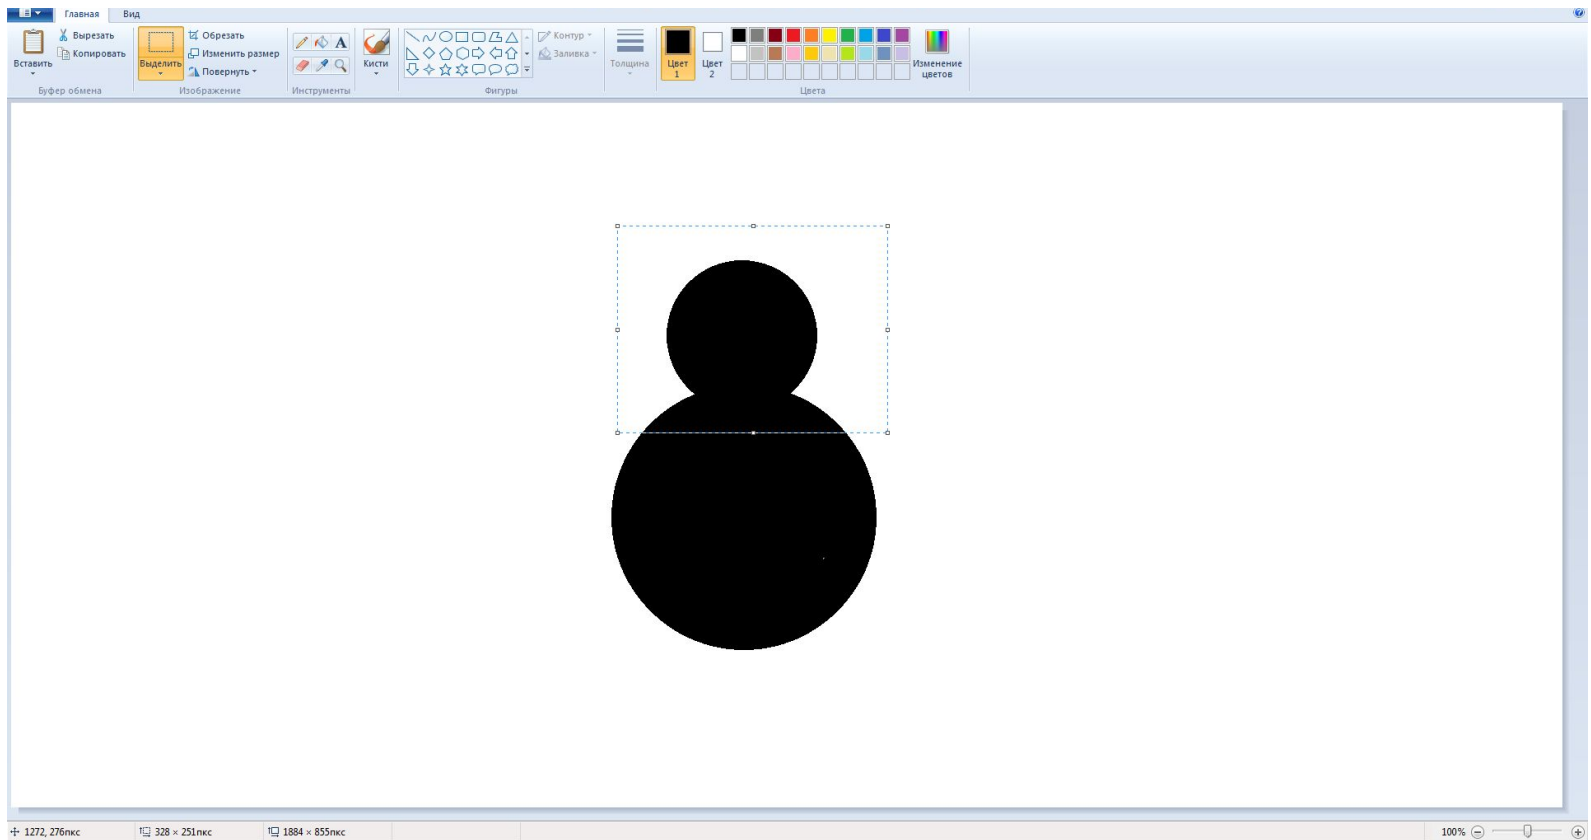 Главная Вид
Вставить
Вырезать
Копировать
Буфер обмена
Выделить
Обрезать
Изменить размер
Повернуть
Изображение
A
Инструменты
Кисти
Контур
Заливка
Фигуры
Толщина
Цвет 1
Цвет 2
Изменение цветов
Цвета
1272, 276пкс
328 × 251пкс
1884 × 855пкс
100%